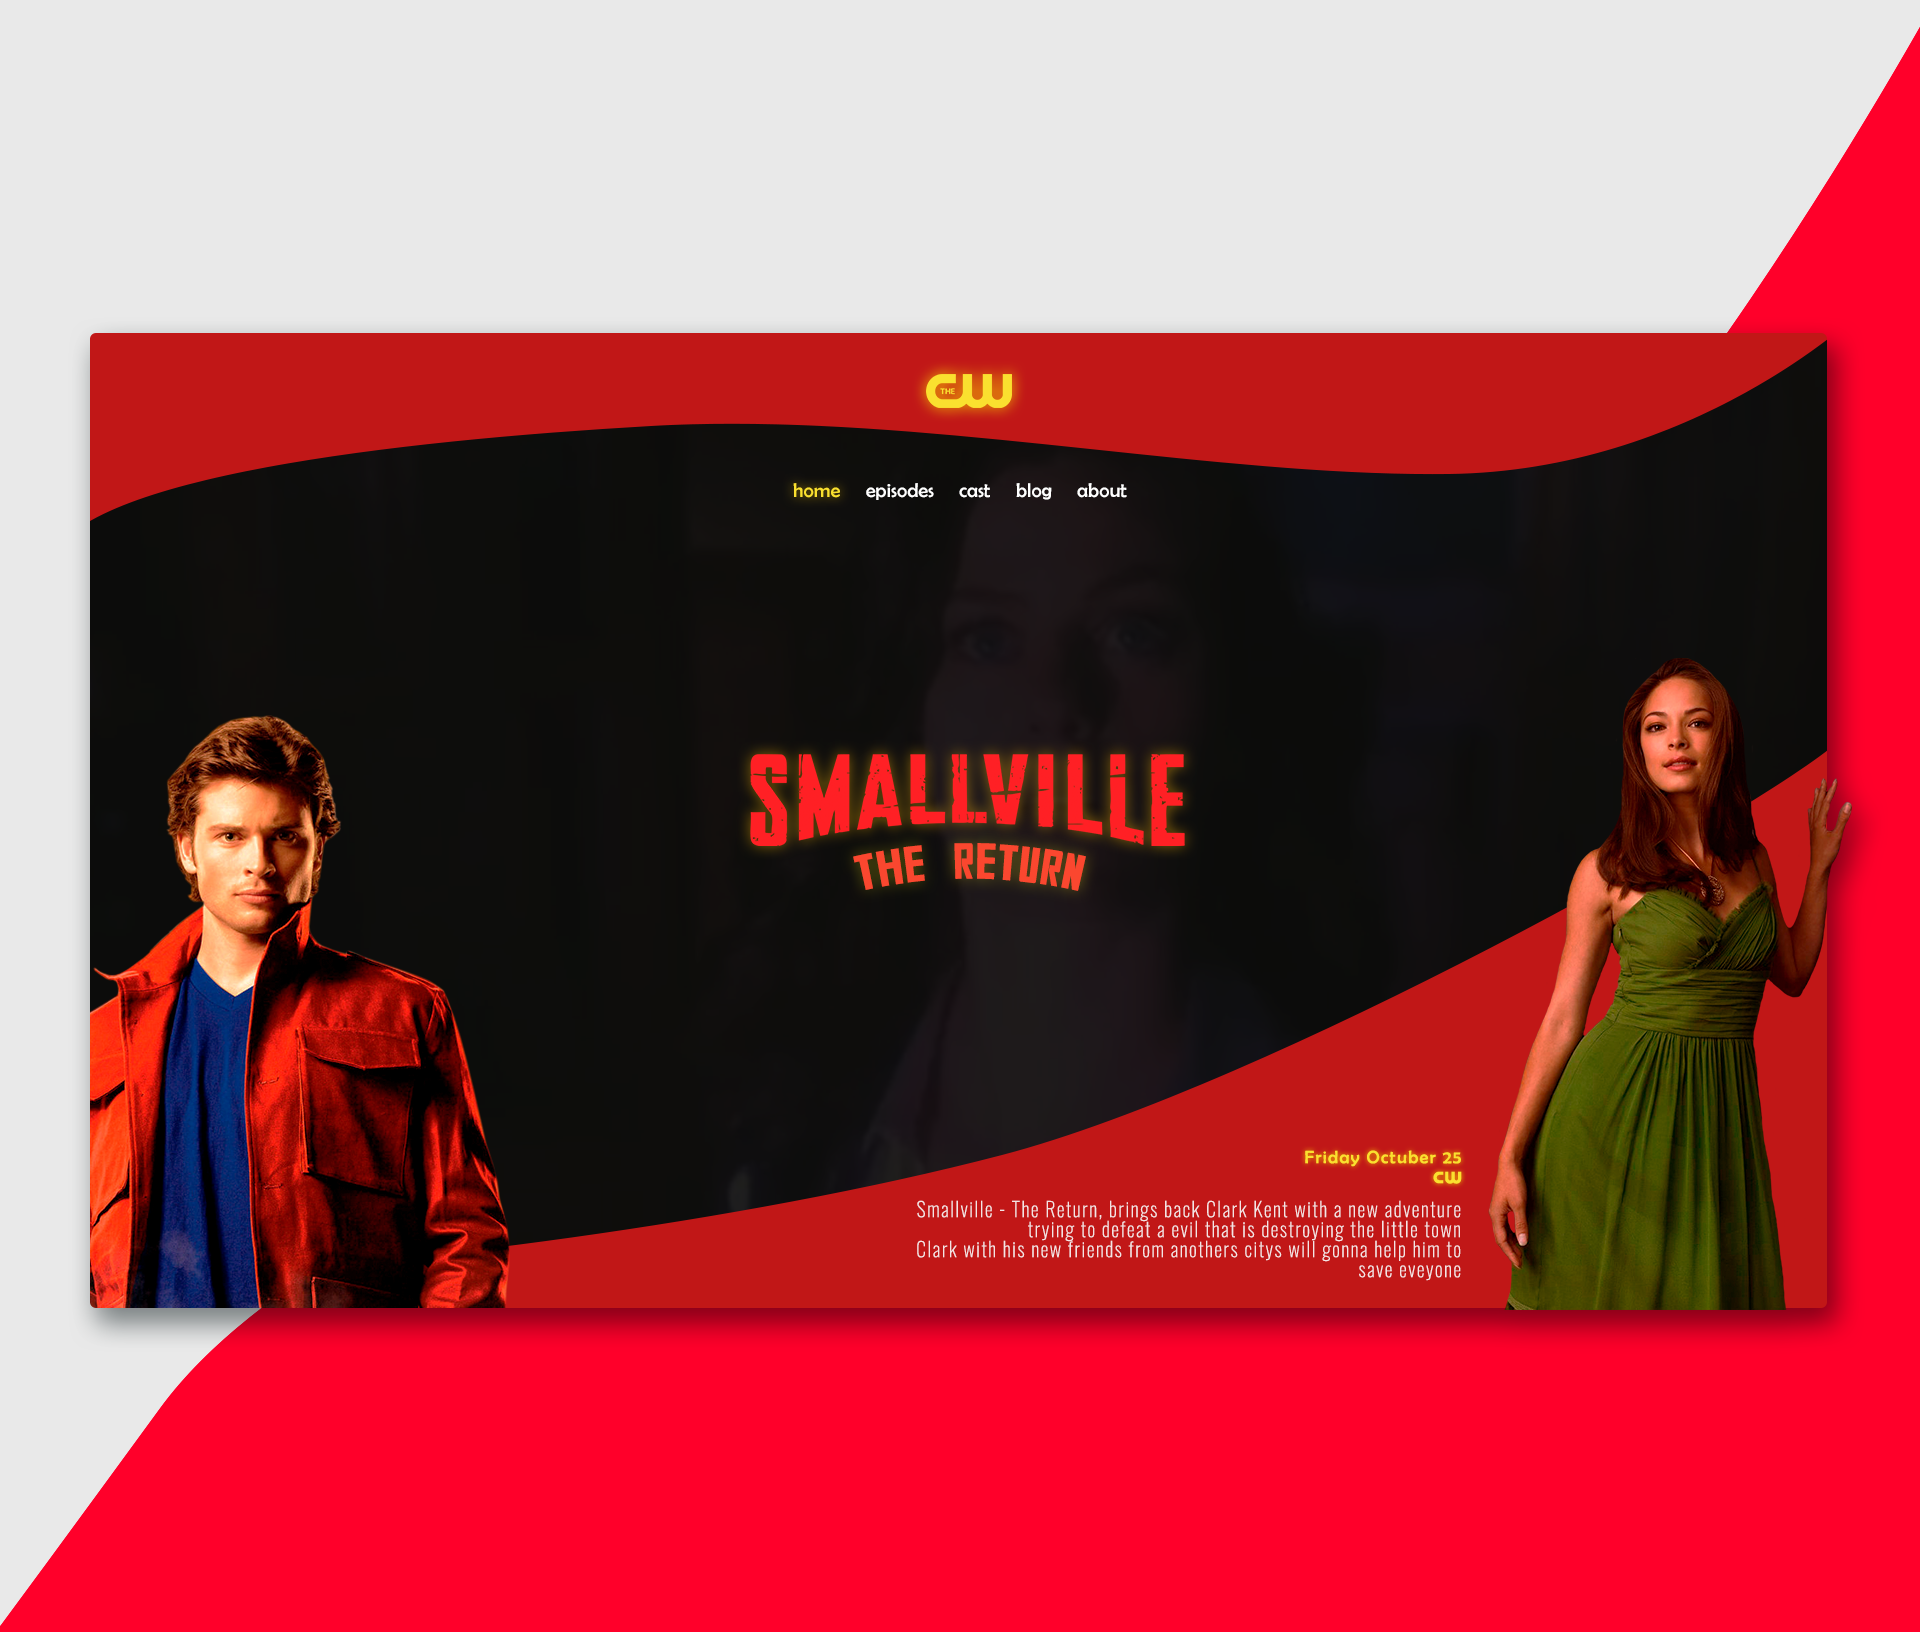 THE CW
home episodes cast blog about
SMALLVILLE
THE RETURN
Friday Octuber 25
CW
Smallville - The Return, brings back Clark Kent with a new adventure
trying to defeat a evil that is destroying the little town
Clark with his new friends from anothers citys will gonna help him to
save eveyone